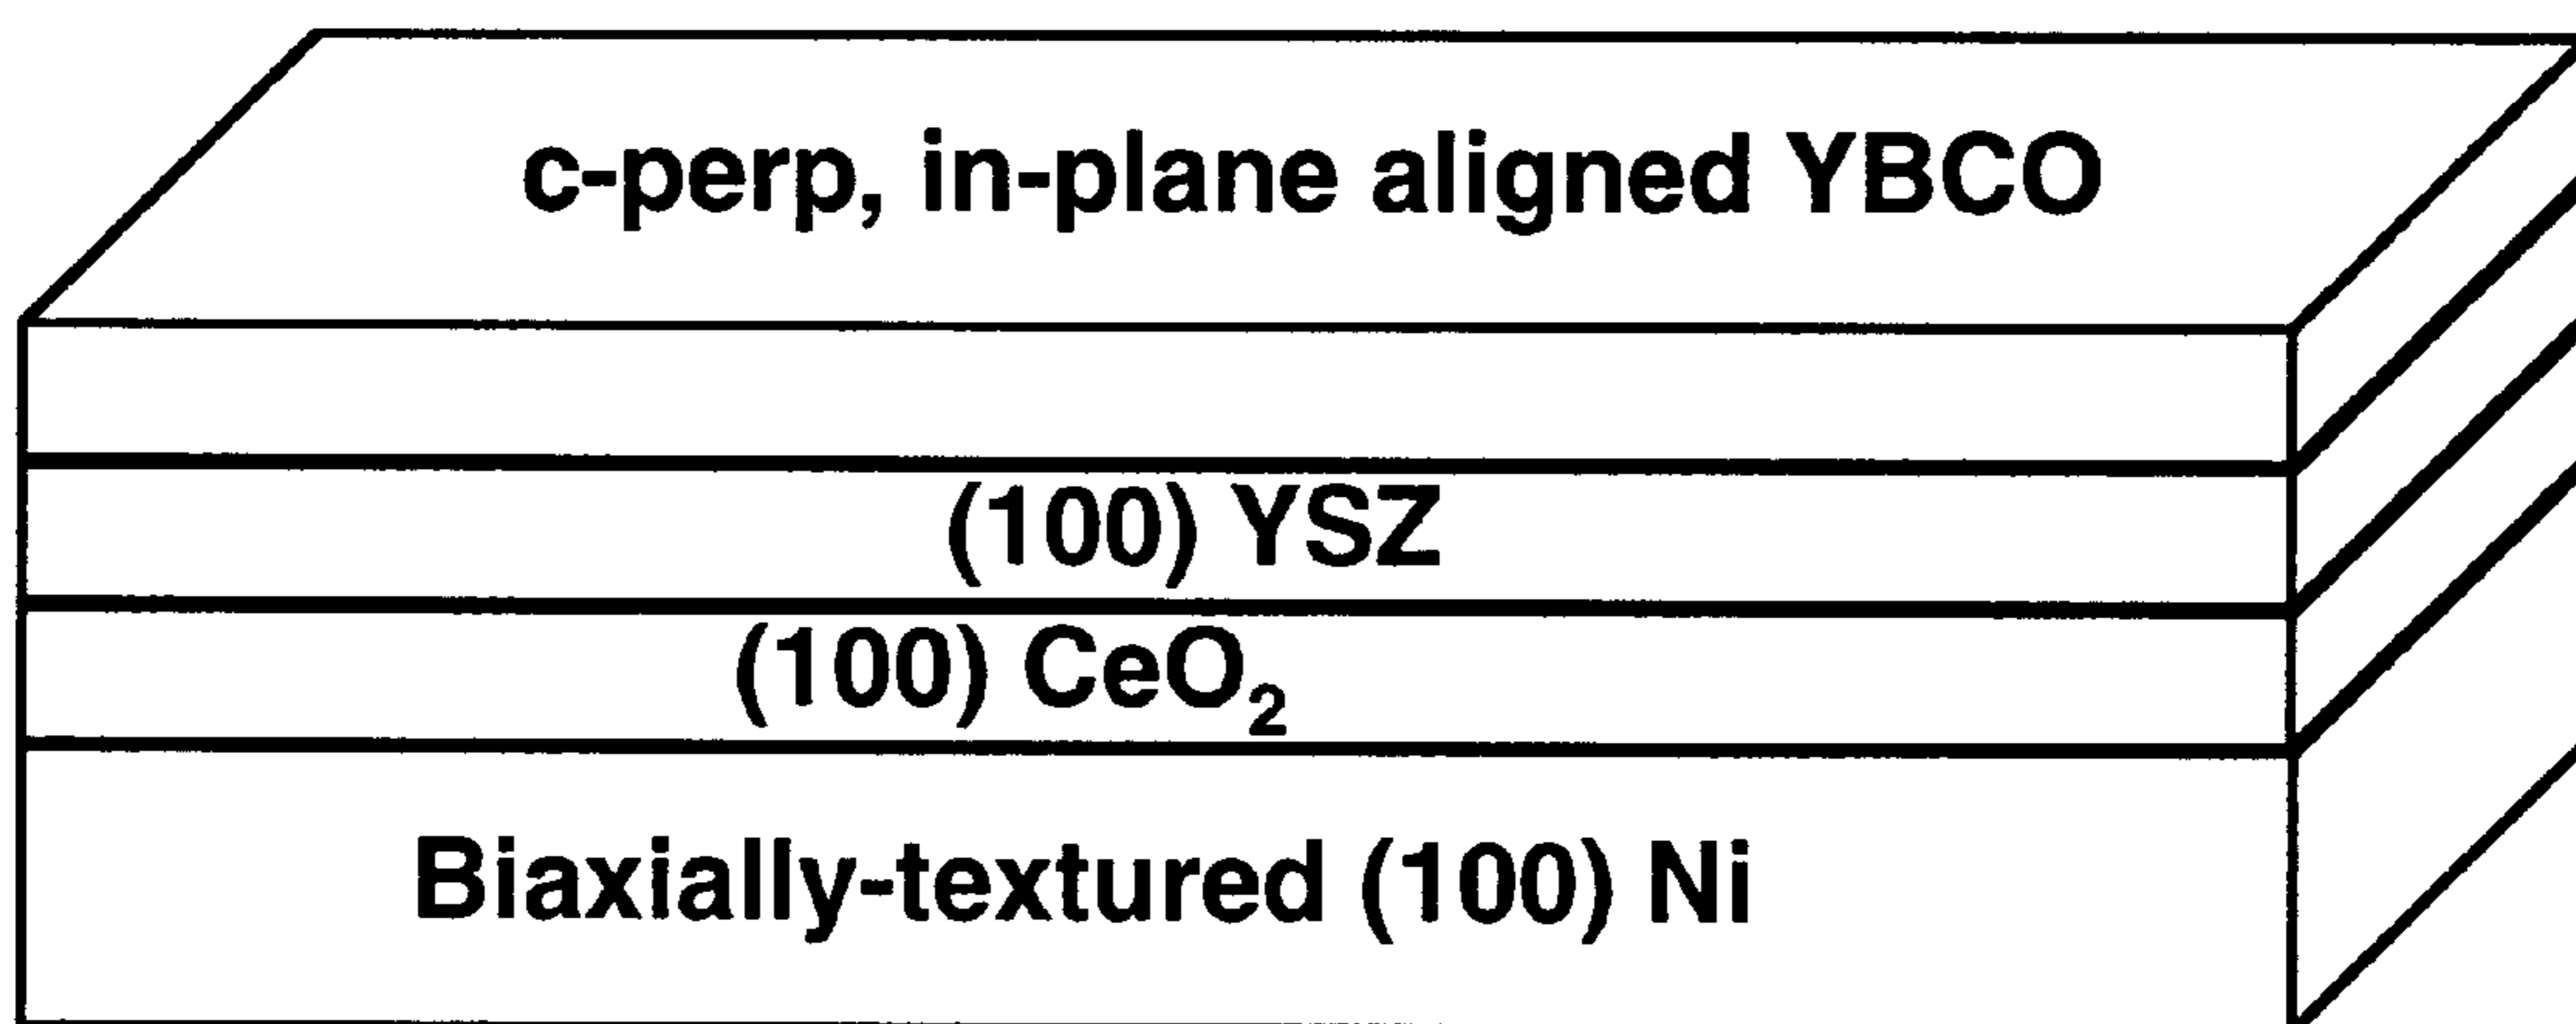 c-perp, in-plane aligned YBCO
(100) YSZ
(100) CeO₂
Biaxially-textured (100) Ni